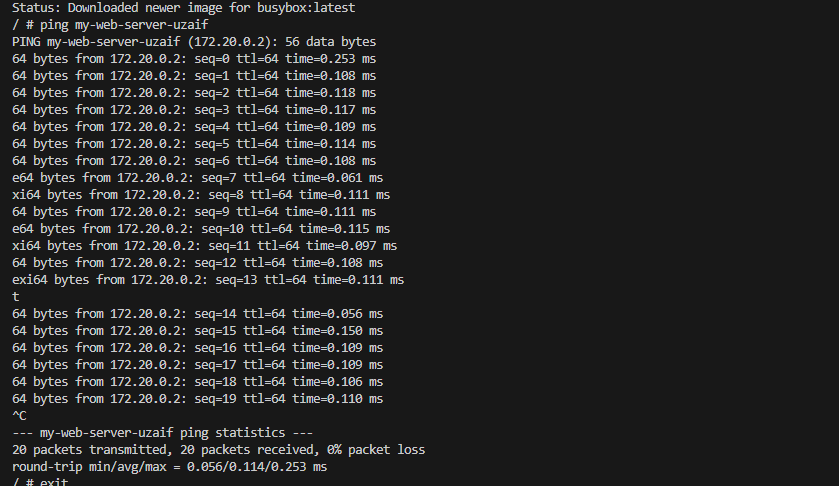 Status: Downloaded newer image for busybox:latest
/ # ping my-web-server-uzaif
PING my-web-server-uzaif (172.20.0.2): 56 data bytes
64 bytes from 172.20.0.2: seq=0 ttl=64 time=0.253 ms
64 bytes from 172.20.0.2: seq=1 ttl=64 time=0.108 ms
64 bytes from 172.20.0.2: seq=2 ttl=64 time=0.118 ms
64 bytes from 172.20.0.2: seq=3 ttl=64 time=0.117 ms
64 bytes from 172.20.0.2: seq=4 ttl=64 time=0.109 ms
64 bytes from 172.20.0.2: seq=5 ttl=64 time=0.114 ms
64 bytes from 172.20.0.2: seq=6 ttl=64 time=0.108 ms
e64 bytes from 172.20.0.2: seq=7 ttl=64 time=0.061 ms
xi64 bytes from 172.20.0.2: seq=8 ttl=64 time=0.111 ms
64 bytes from 172.20.0.2: seq=9 ttl=64 time=0.111 ms
e64 bytes from 172.20.0.2: seq=10 ttl=64 time=0.115 ms
xi64 bytes from 172.20.0.2: seq=11 ttl=64 time=0.097 ms
64 bytes from 172.20.0.2: seq=12 ttl=64 time=0.108 ms
exi64 bytes from 172.20.0.2: seq=13 ttl=64 time=0.111 ms
t
64 bytes from 172.20.0.2: seq=14 ttl=64 time=0.056 ms
64 bytes from 172.20.0.2: seq=15 ttl=64 time=0.150 ms
64 bytes from 172.20.0.2: seq=16 ttl=64 time=0.109 ms
64 bytes from 172.20.0.2: seq=17 ttl=64 time=0.109 ms
64 bytes from 172.20.0.2: seq=18 ttl=64 time=0.106 ms
64 bytes from 172.20.0.2: seq=19 ttl=64 time=0.110 ms
^C
--- my-web-server-uzaif ping statistics ---
20 packets transmitted, 20 packets received, 0% packet loss
round-trip min/avg/max = 0.056/0.114/0.253 ms
/ # exit